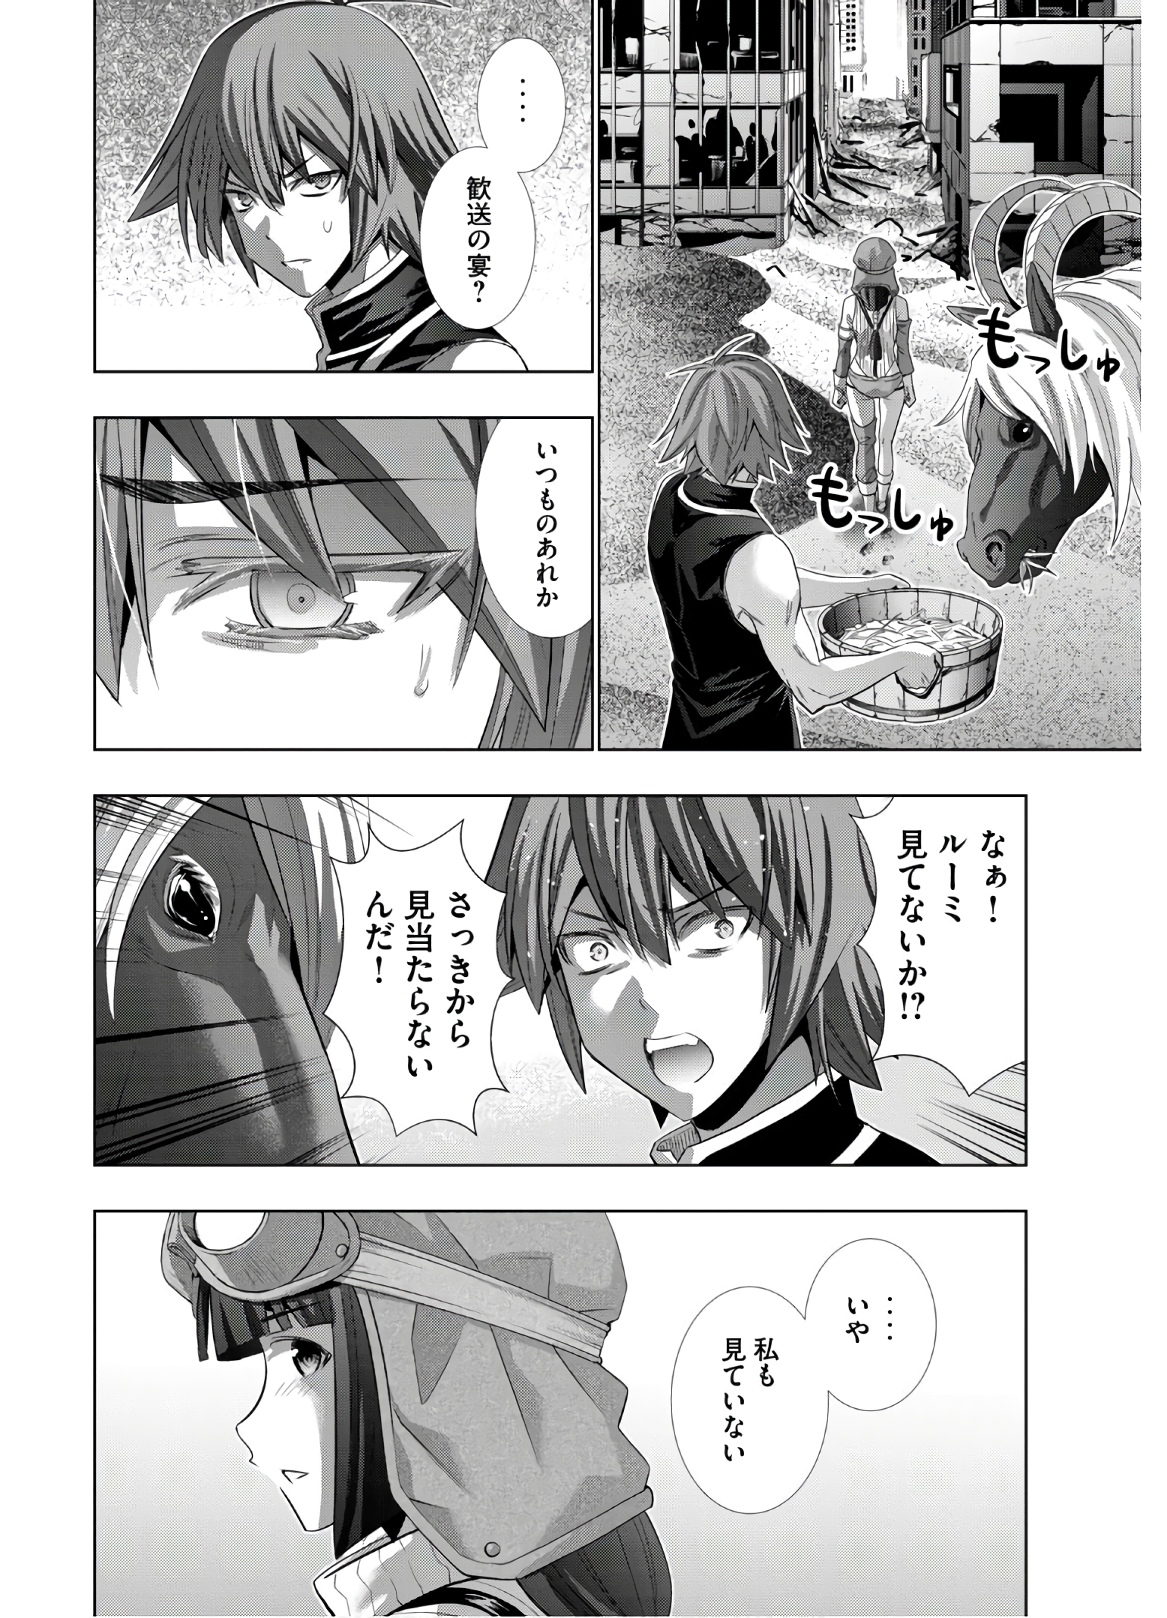 もっしゅ
もっしゅ
‥‥
歓送の宴？
いつものあれか
なぁ！
ルーミ
見てないか!?
さっきから
見当たらない
んだ！
‥‥
いや
私も
見ていない